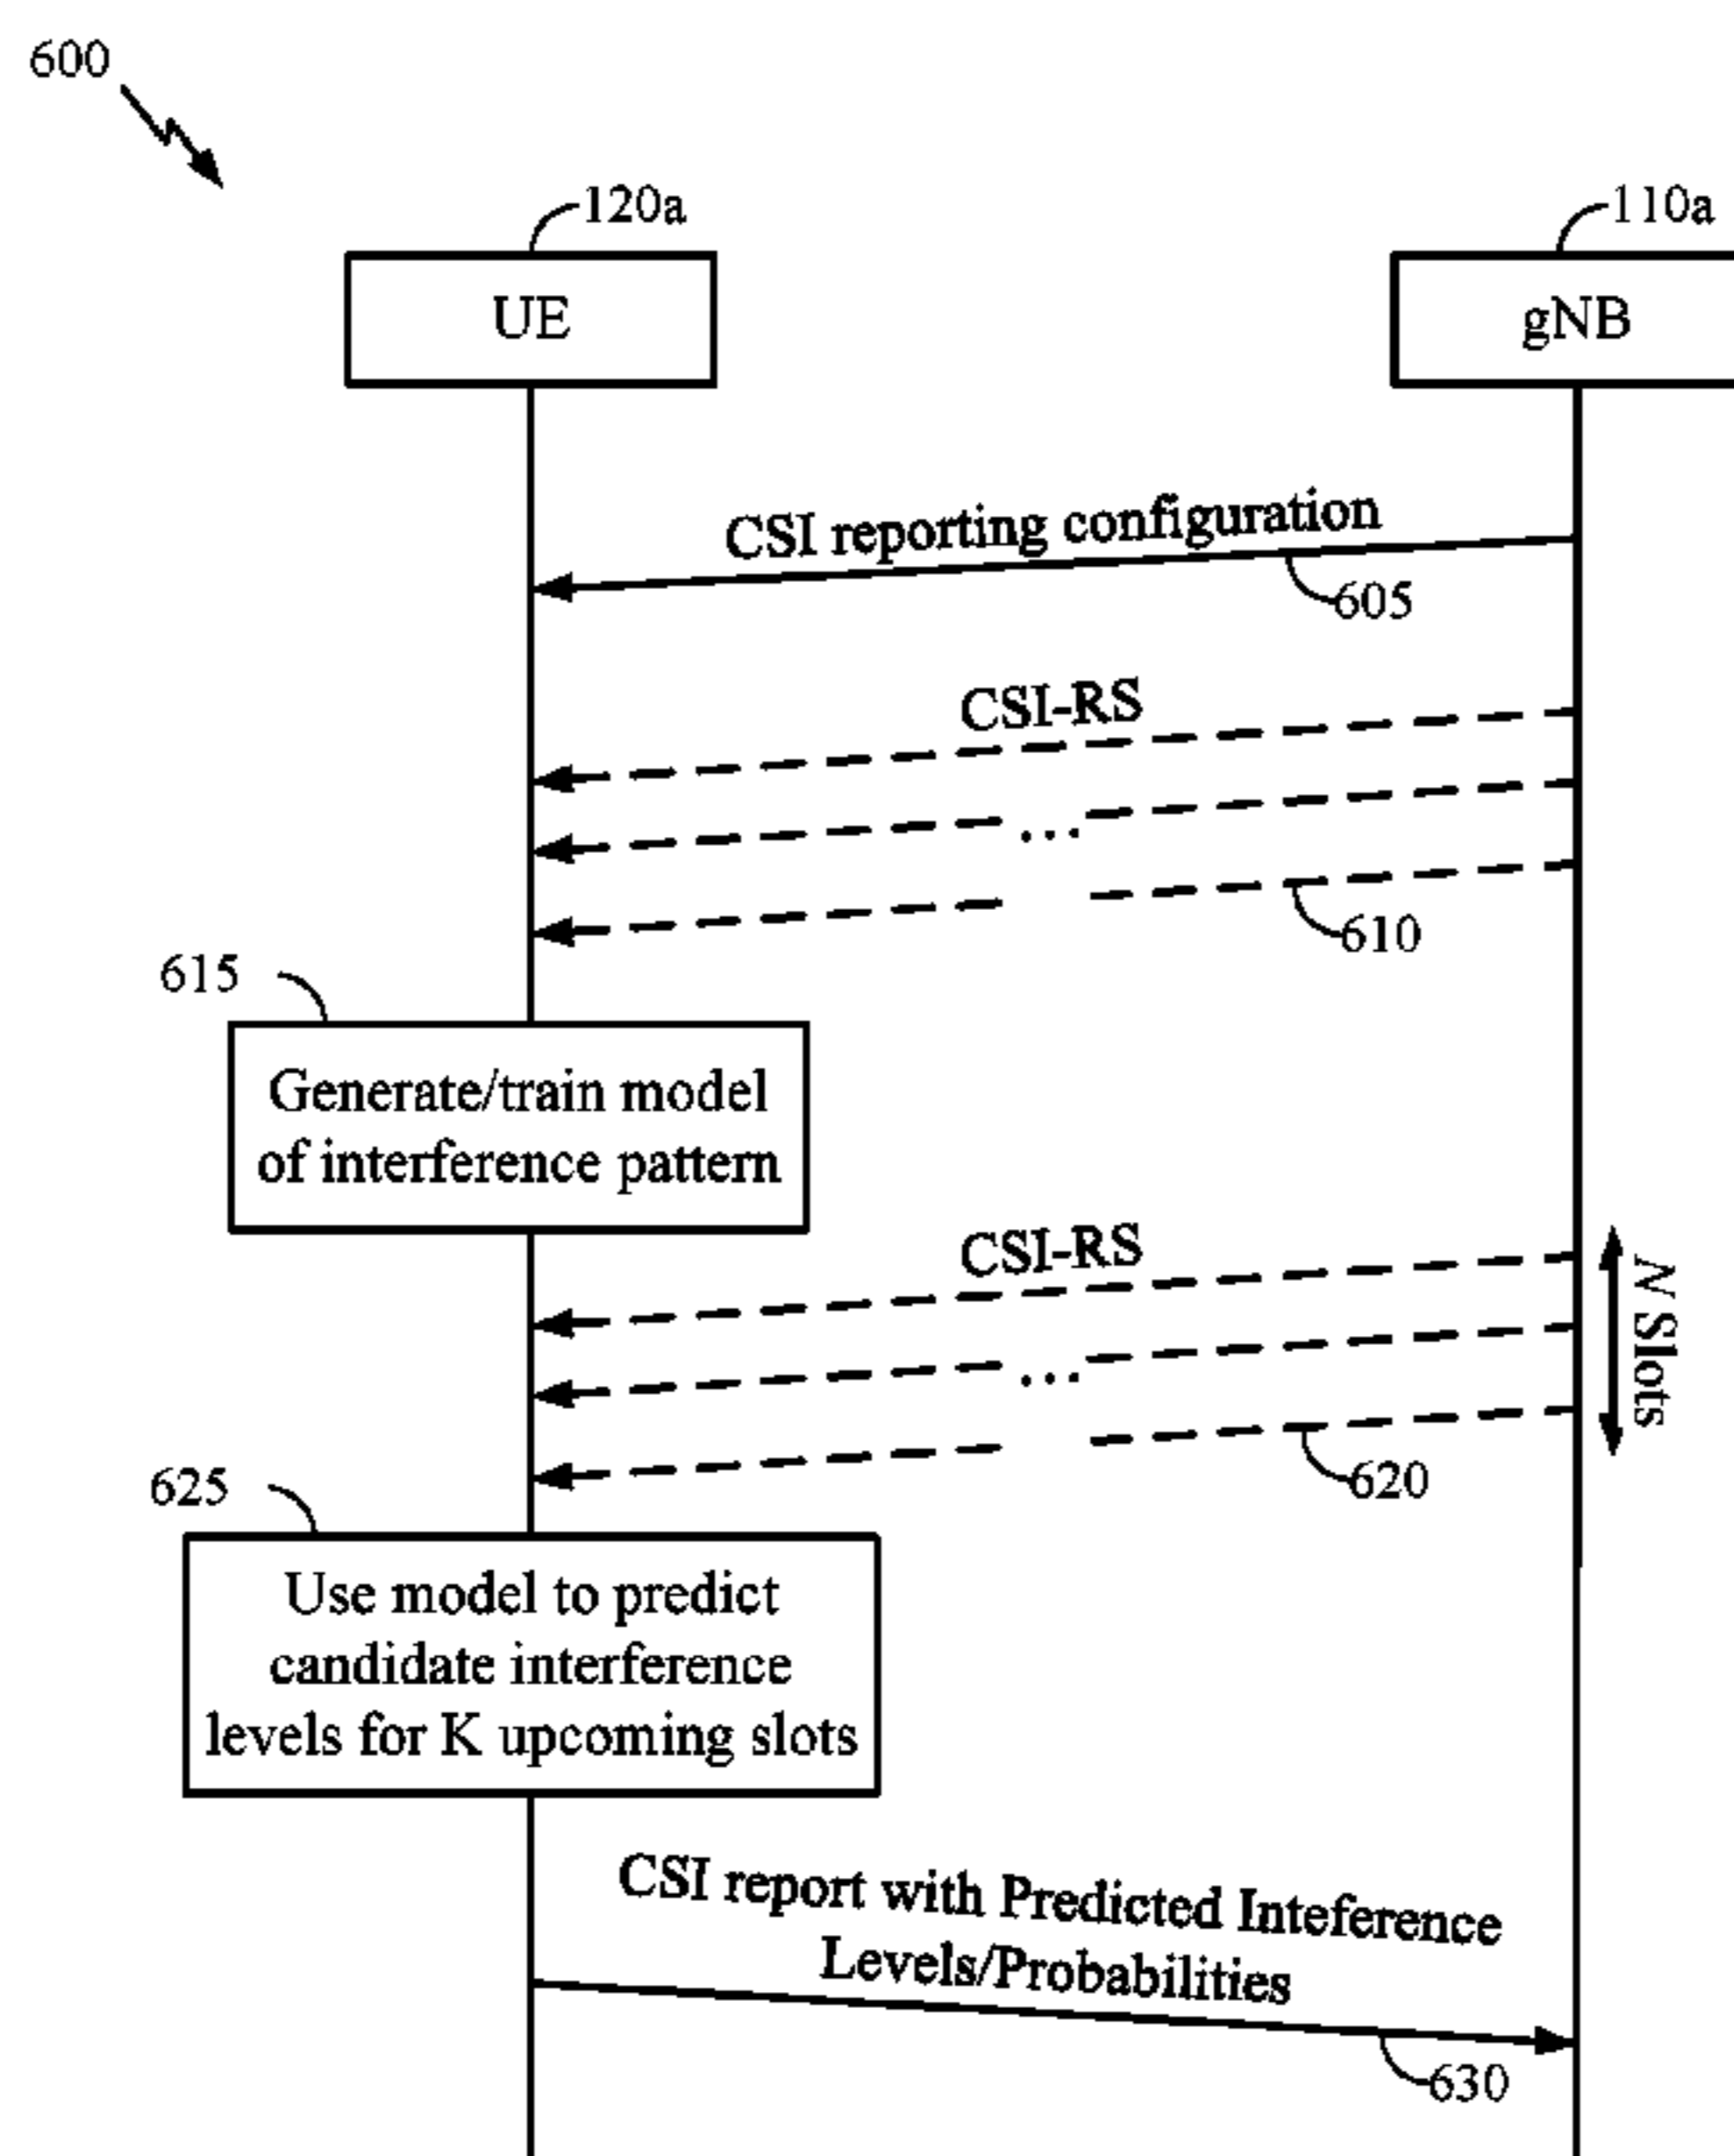 600
120a
110a
UE
gNB
CSI reporting configuration
605
CSI-RS
...
610
615
Generate/train model
of interference pattern
CSI-RS
N Slots
...
620
625
Use model to predict
candidate interference
levels for K upcoming slots
CSI report with Predicted Inteference
Levels/Probabilities
630